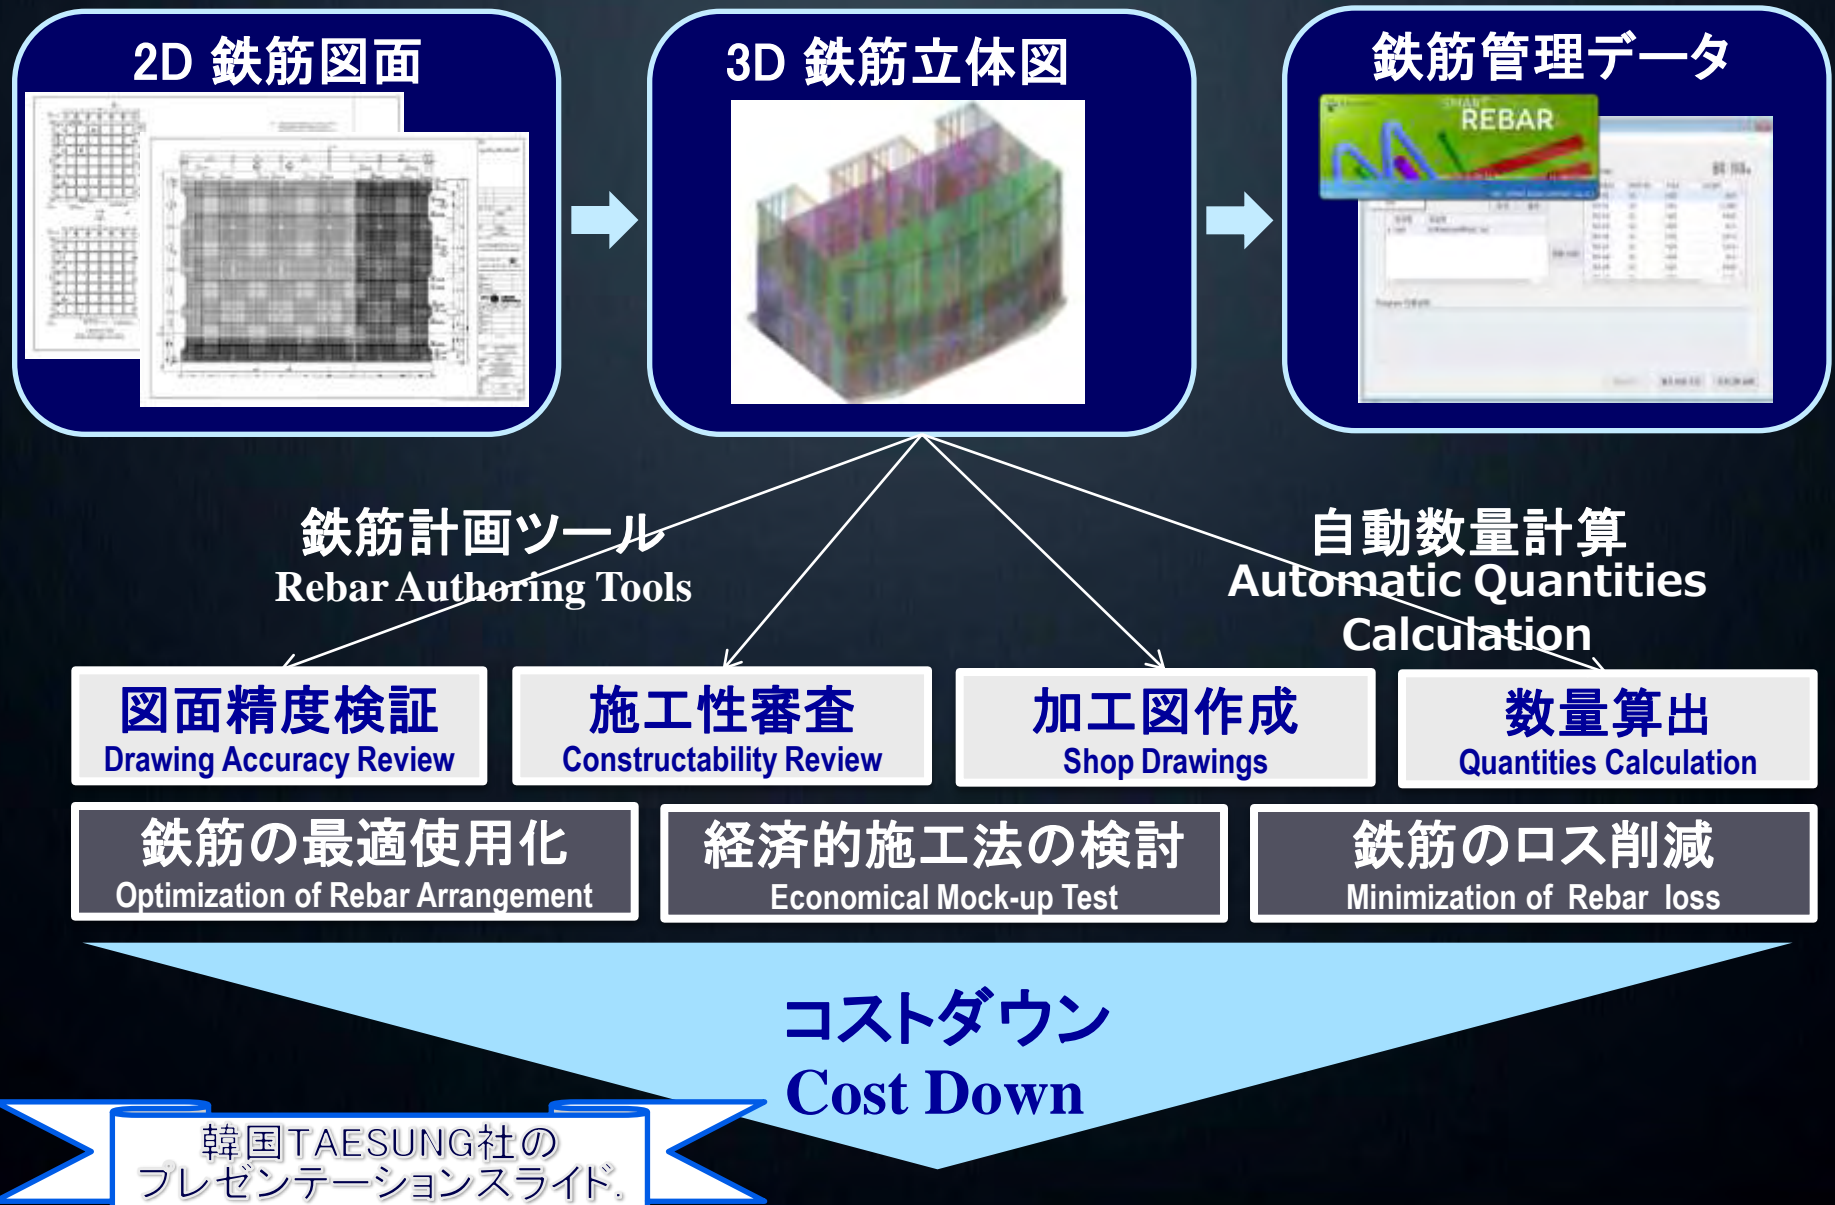 2D 鉄筋図面
3D 鉄筋立体図
鉄筋管理データ
SMART
REBAR
鉄筋計画ツール
Rebar Authoring Tools
自動数量計算
Automatic Quantities
Calculation
図面精度検証
Drawing Accuracy Review
施工性審査
Constructability Review
加工図作成
Shop Drawings
数量算出
Quantities Calculation
鉄筋の最適使用化
Optimization of Rebar Arrangement
経済的施工法の検討
Economical Mock-up Test
鉄筋のロス削減
Minimization of Rebar loss
コストダウン
Cost Down
韓国TAESUNG社の
プレゼンテーションスライド.